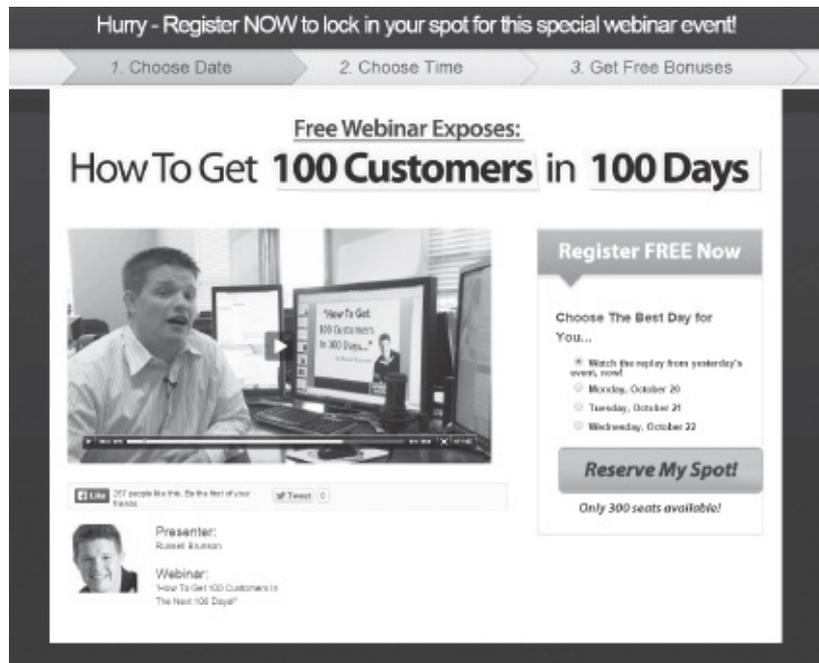 Hurry - Register NOW to lock in your spot for this special webinar event!
1. Choose Date
2. Choose Time
3. Get Free Bonuses
Free Webinar Exposes:
How To Get 100 Customers in 100 Days
"How To Get
100 Customers
In 100 Days..."
Register FREE Now
Choose The Best Day for
You...
Watch the replay from yesterday's
event, now!
Monday, October 20
Tuesday, October 21
Wednesday, October 22
Reserve My Spot!
Only 300 seats available!
Like
257 people like this. Be the first of your
friends.
Tweet
0
Presenter:
Russell Brunson
Webinar:
"How To Get 100 Customers In
The Next 100 Days!"